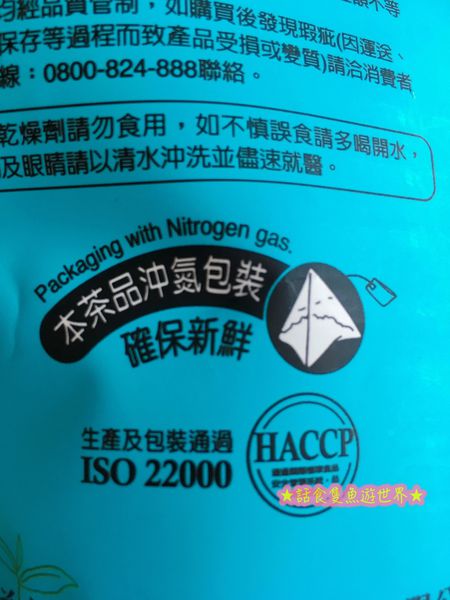 均經品質管制，如購買後發現瑕疵(因運送、
保存等過程而致產品受損或變質)請洽消費者
線：0800-824-888聯絡。
乾燥劑請勿食用，如不慎誤食請多喝開水，
及眼睛請以清水沖洗並儘速就醫。
Packaging with Nitrogen gas.
本茶品沖氮包裝
確保新鮮
生產及包裝通過
ISO 22000
HACCP
★話食隻魚遊世界★